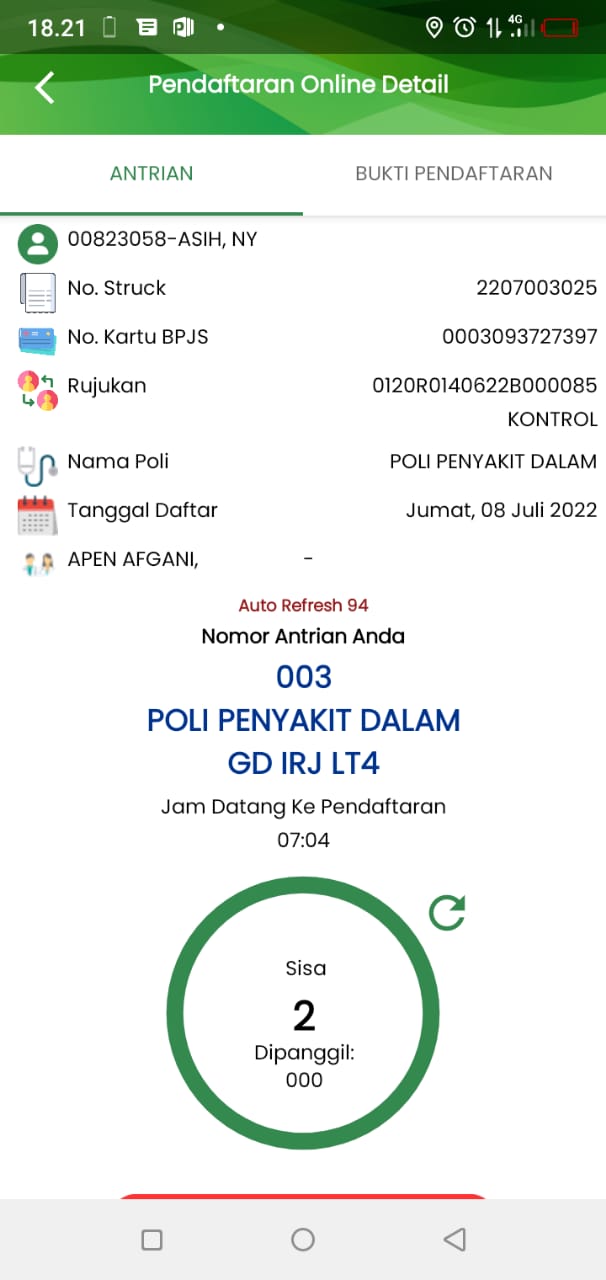 18.21
4G
Pendaftaran Online Detail
ANTRIAN
BUKTI PENDAFTARAN
00823058-ASIH, NY
No. Struck 2207003025
No. Kartu BPJS 0003093727397
Rujukan 0120R0140622B000085
KONTROL
Nama Poli POLI PENYAKIT DALAM
Tanggal Daftar Jumat, 08 Juli 2022
APEN AFGANI, -
Auto Refresh 94
Nomor Antrian Anda
003
POLI PENYAKIT DALAM
GD IRJ LT4
Jam Datang Ke Pendaftaran
07:04
Sisa
2
Dipanggil:
000